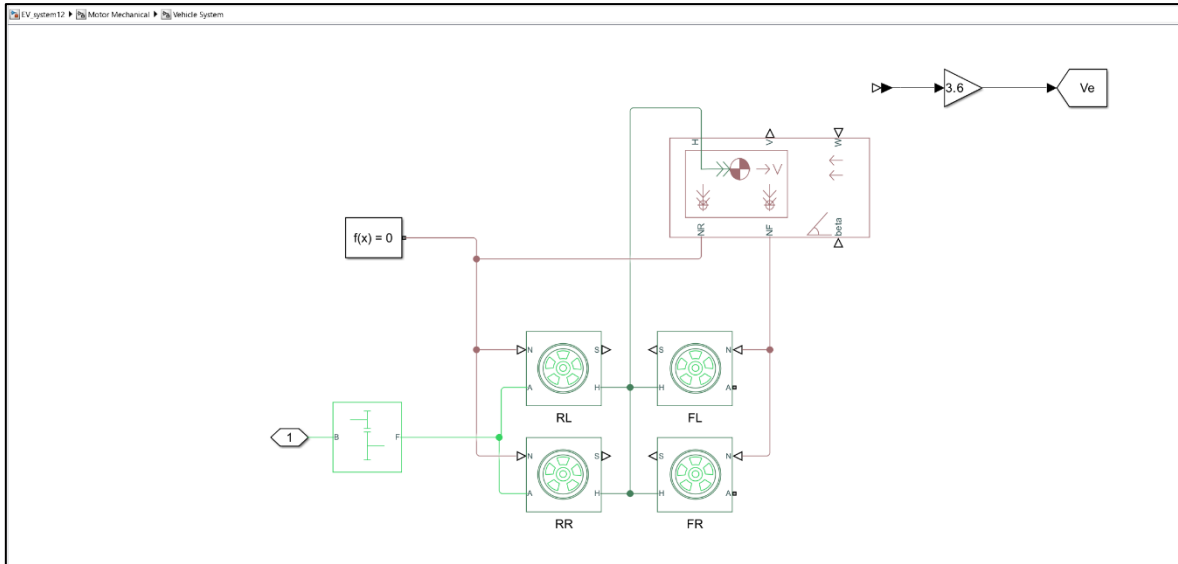 EV_system12 Motor Mechanical Vehicle System
3.6
Ve
H
V
W
V
NR
NF
beta
f(x) = 0
N
S
S
N
A
H
H
A
RL
FL
1
B
F
N
S
S
N
A
H
H
A
RR
FR